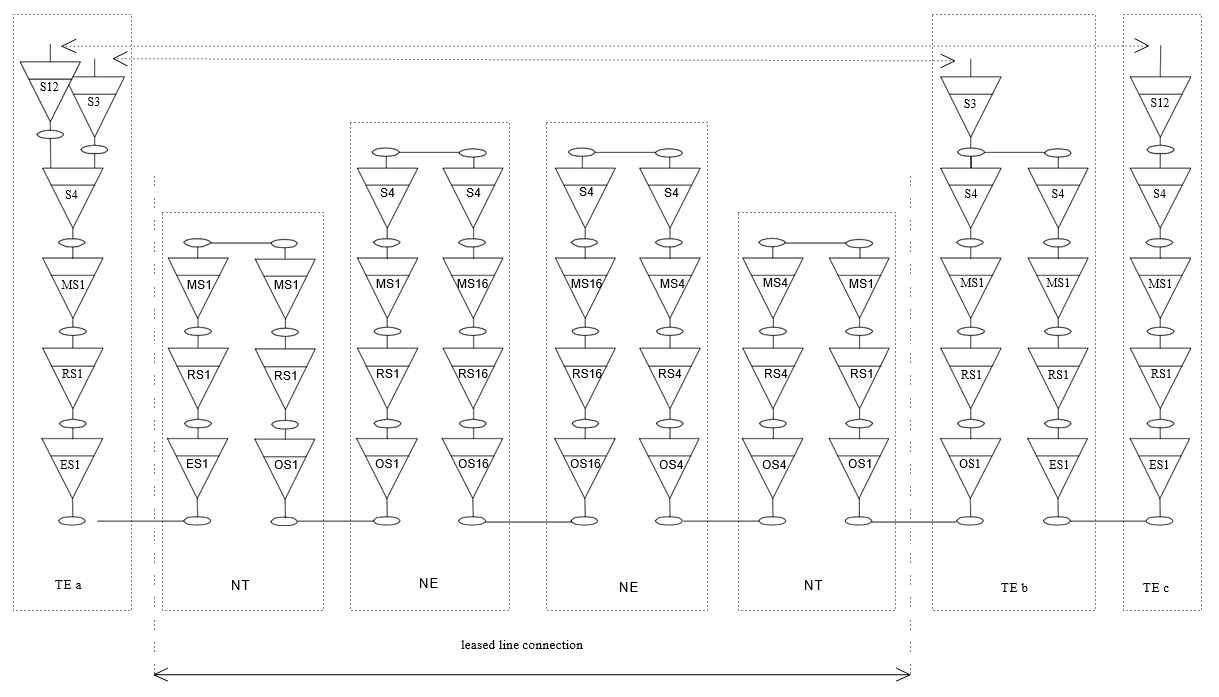 S12
S3
S3
S12
S4
S4
S4
S4
S4
S4
S4
S4
MS1
MS1
MS1
MS1
MS16
MS16
MS4
MS4
MS1
MS1
MS1
MS1
RS1
RS1
RS1
RS1
RS16
RS16
RS4
RS4
RS1
RS1
RS1
RS1
ES1
ES1
OS1
OS1
OS16
OS16
OS4
OS4
OS1
OS1
ES1
ES1
TE a
NT
NE
NE
NT
TE b
TE c
leased line connection